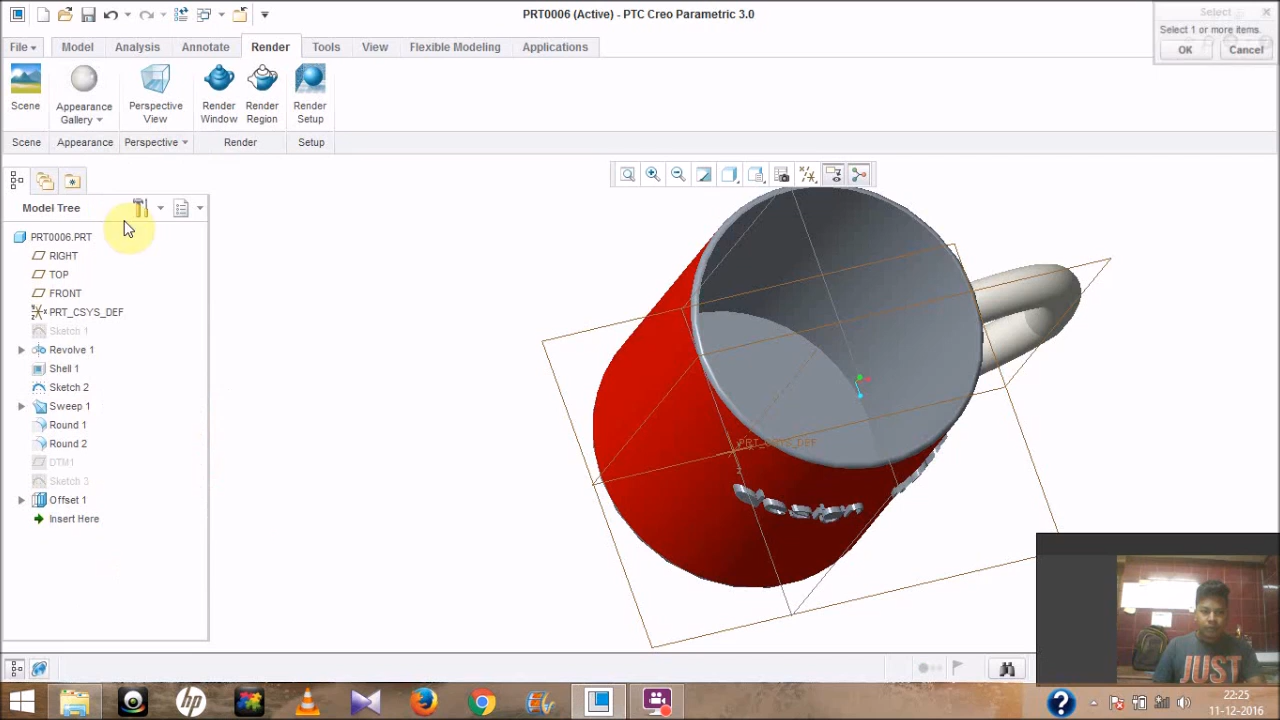 PRT0006 (Active) - PTC Creo Parametric 3.0
Select
Select 1 or more items.
OK Cancel
File Model Analysis Annotate Render Tools View Flexible Modeling Applications
Scene
Appearance Gallery
Perspective View
Render Window
Render Region
Render Setup
Scene Appearance Perspective Render Setup
Model Tree
PRT0006.PRT
RIGHT
TOP
FRONT
PRT_CSYS_DEF
Sketch 1
Revolve 1
Shell 1
Sketch 2
Sweep 1
Round 1
Round 2
DTM1
Sketch 3
Offset 1
Insert Here
PRT_CSYS_DEF
JUST
hp
22:25
11-12-2016